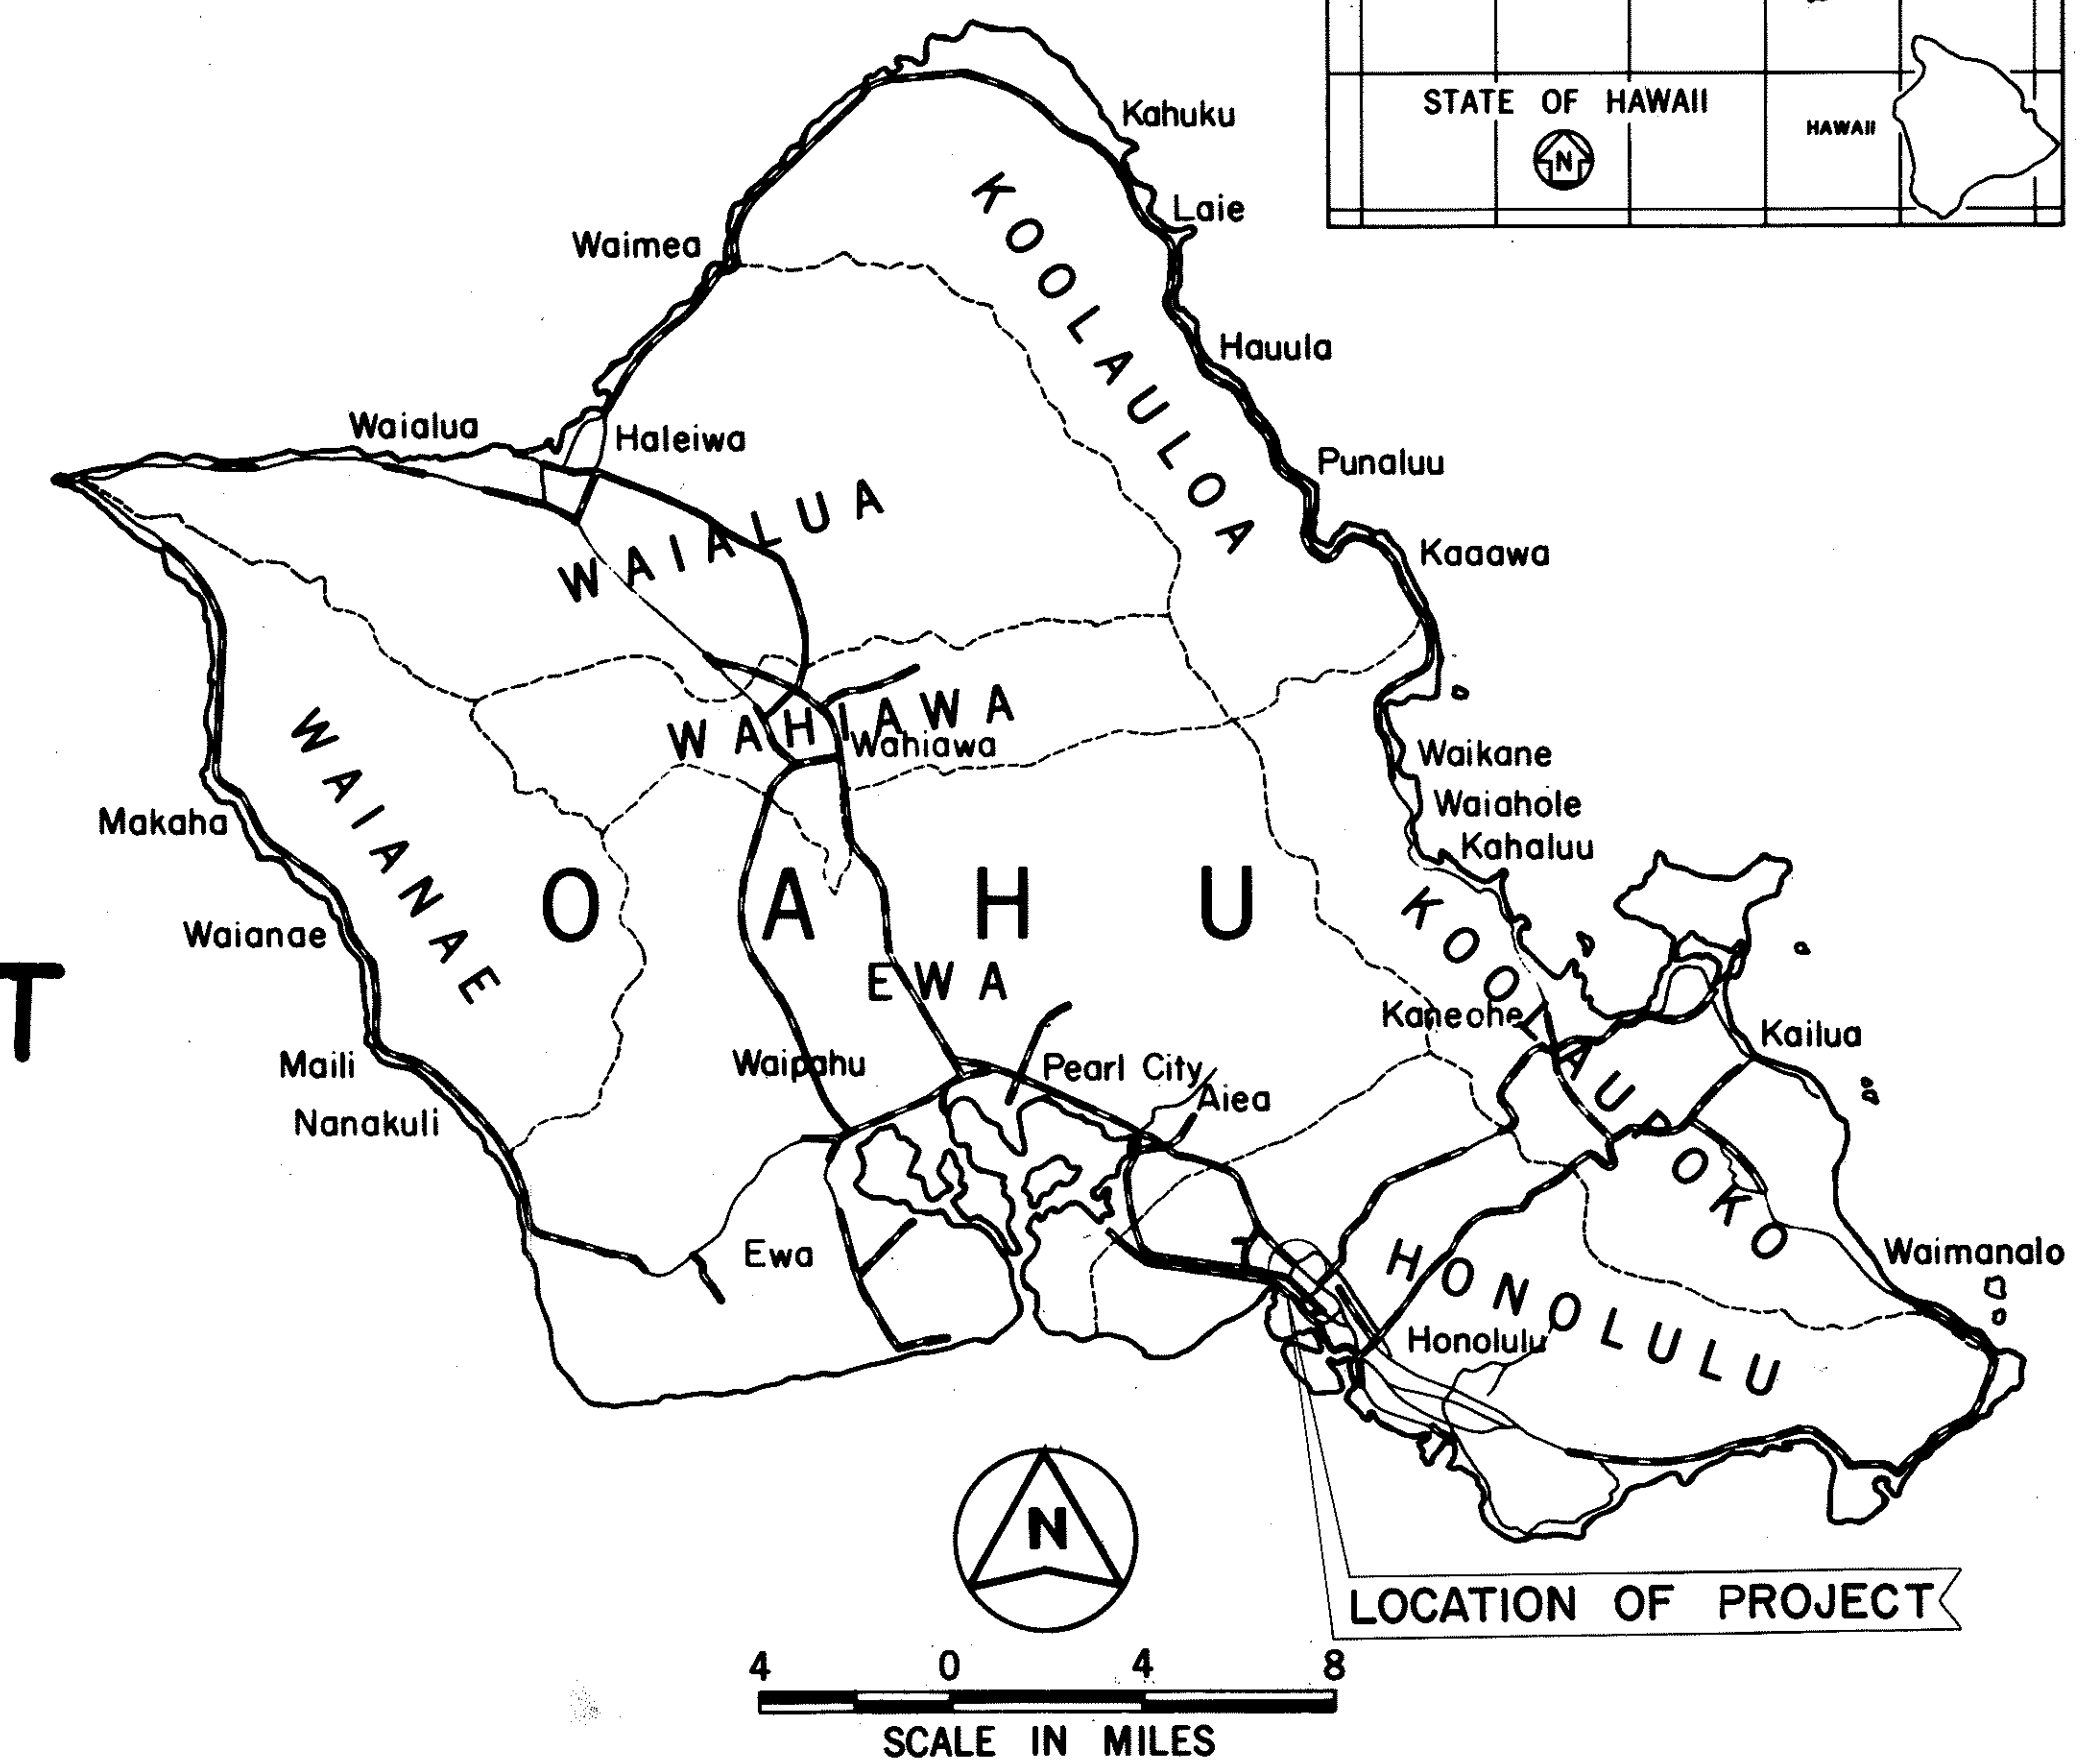 Kahuku
STATE OF HAWAII
HAWAII
N
Laie
Waimea
KOOLAULOA
Hauula
Waialua
Haleiwa
Punaluu
WAIALUA
Kaaawa
WAHIAWA
Wahiawa
Waikane
WAIANAE
Waiahole
Makaha
Kahaluu
OAHU
Waianae
KOOLAUPOKO
EWA
T
Kaneohe
Kailua
Maili
Waipahu
Pearl City
Aiea
Nanakuli
Ewa
HONOLULU
Waimanalo
Honolulu
N
LOCATION OF PROJECT
4 0 4 8
SCALE IN MILES